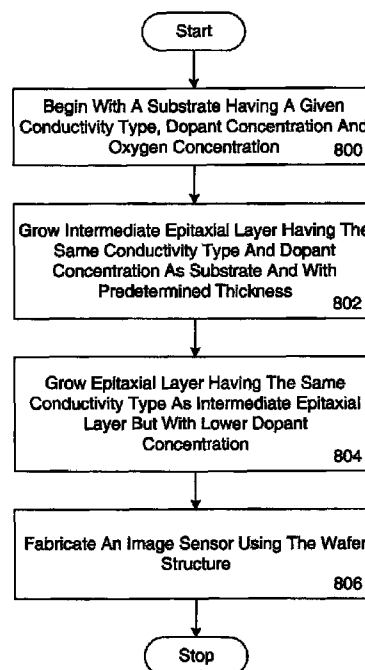 Start
Begin With A Substrate Having A Given
Conductivity Type, Dopant Concentration And
Oxygen Concentration
800
Grow Intermediate Epitaxial Layer Having The
Same Conductivity Type And Dopant
Concentration As Substrate And With
Predetermined Thickness
802
Grow Epitaxial Layer Having The Same
Conductivity Type As Intermediate Epitaxial
Layer But With Lower Dopant
Concentration
804
Fabricate An Image Sensor Using The Wafer
Structure
806
Stop